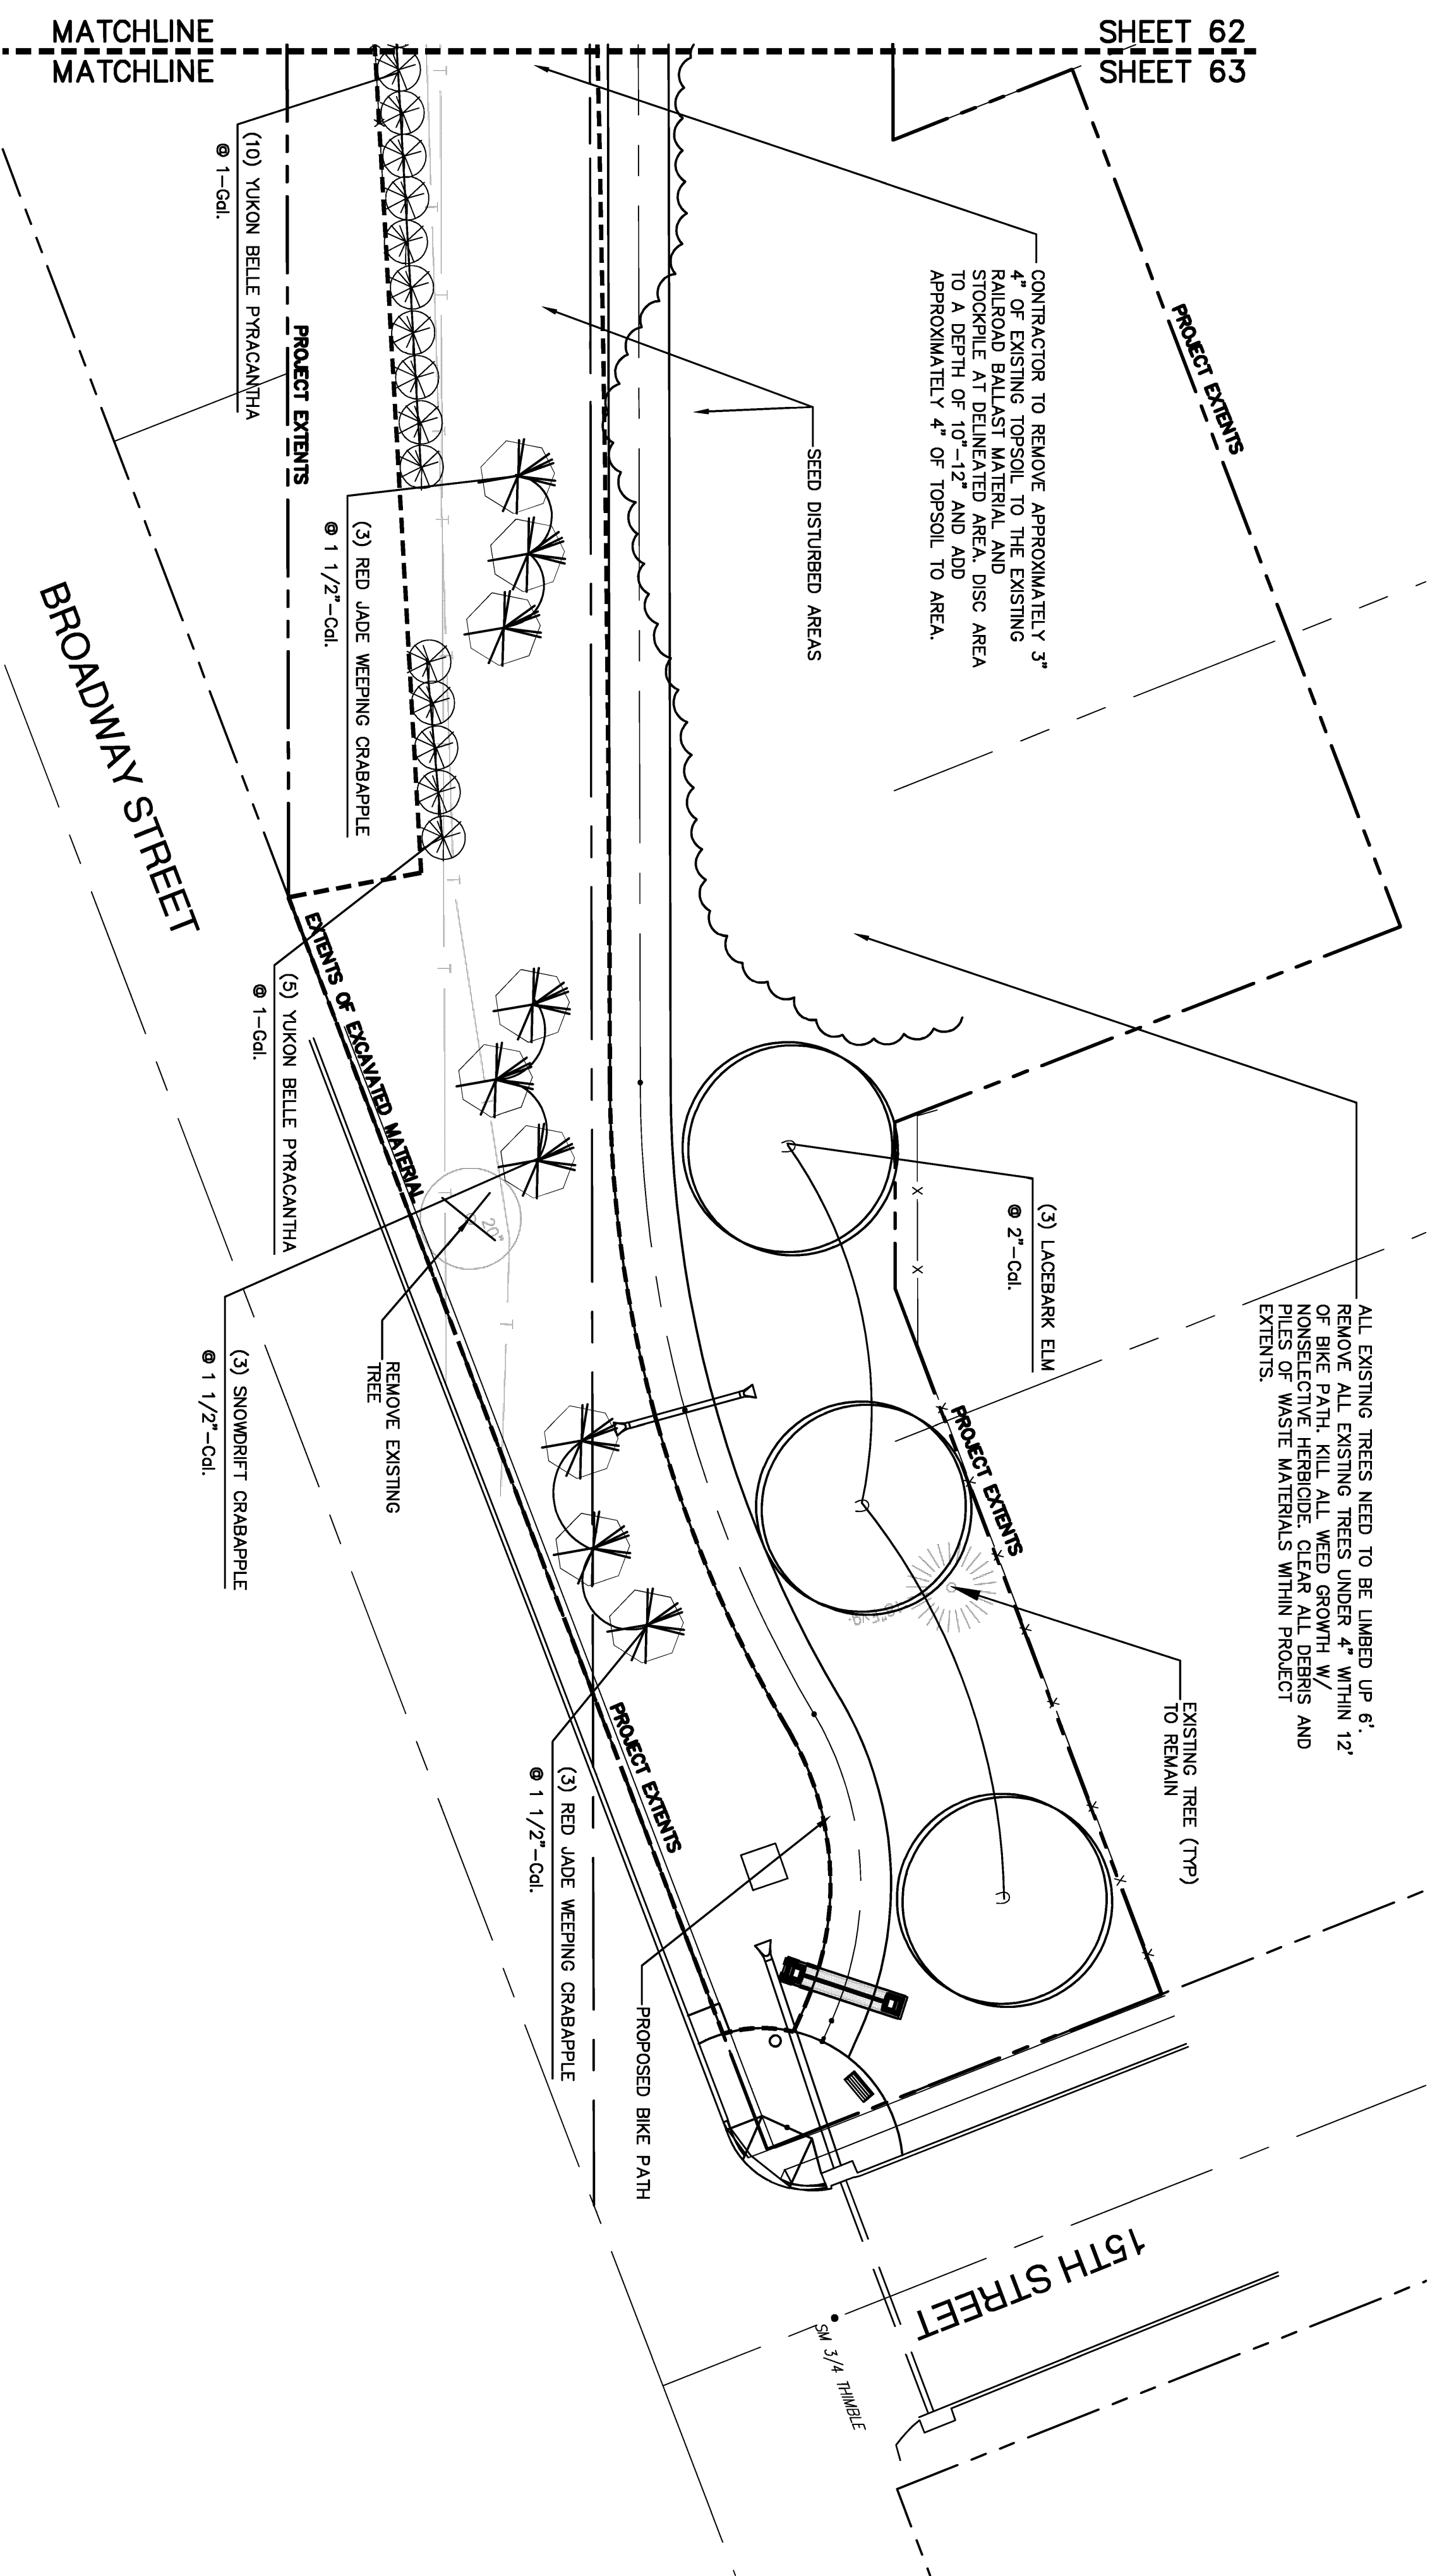 MATCHLINE
SHEET 62
MATCHLINE
SHEET 63
PROJECT EXTENTS
CONTRACTOR TO REMOVE APPROXIMATELY 3"
4" OF EXISTING TOPSOIL TO THE EXISTING
RAILROAD BALLAST MATERIAL AND
STOCKPILE AT DELINEATED AREA. DISC AREA
TO A DEPTH OF 10"-12" AND ADD
APPROXIMATELY 4" OF TOPSOIL TO AREA.
SEED DISTURBED AREAS
(10) YUKON BELLE PYRACANTHA
@ 1-Gal.
PROJECT EXTENTS
(3) RED JADE WEEPING CRABAPPLE
@ 1 1/2"-Cal.
BROADWAY STREET
EXTENTS OF EXCAVATED MATERIAL
(5) YUKON BELLE PYRACANTHA
@ 1-Gal.
ALL EXISTING TREES NEED TO BE LIMBED UP 6'.
REMOVE ALL EXISTING TREES UNDER 4" WITHIN 12'
OF BIKE PATH. KILL ALL WEED GROWTH W/
NONSELECTIVE HERBICIDE. CLEAR ALL DEBRIS AND
PILES OF WASTE MATERIALS WITHIN PROJECT
EXTENTS.
(3) LACEBARK ELM
@ 2"-Cal.
20"
REMOVE EXISTING
TREE
(3) SNOWDRIFT CRABAPPLE
@ 1 1/2"-Cal.
PROJECT EXTENTS
EXISTING TREE (TYP)
TO REMAIN
PROJECT EXTENTS
(3) RED JADE WEEPING CRABAPPLE
@ 1 1/2"-Cal.
PROPOSED BIKE PATH
15TH STREET
SM 3/4 THIMBLE